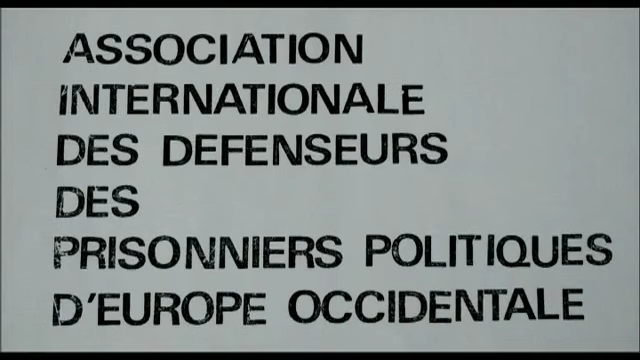 ASSOCIATION
INTERNATIONALE
DES DEFENSEURS
DES
PRISONNIERS POLITIQUES
D'EUROPE OCCIDENTALE